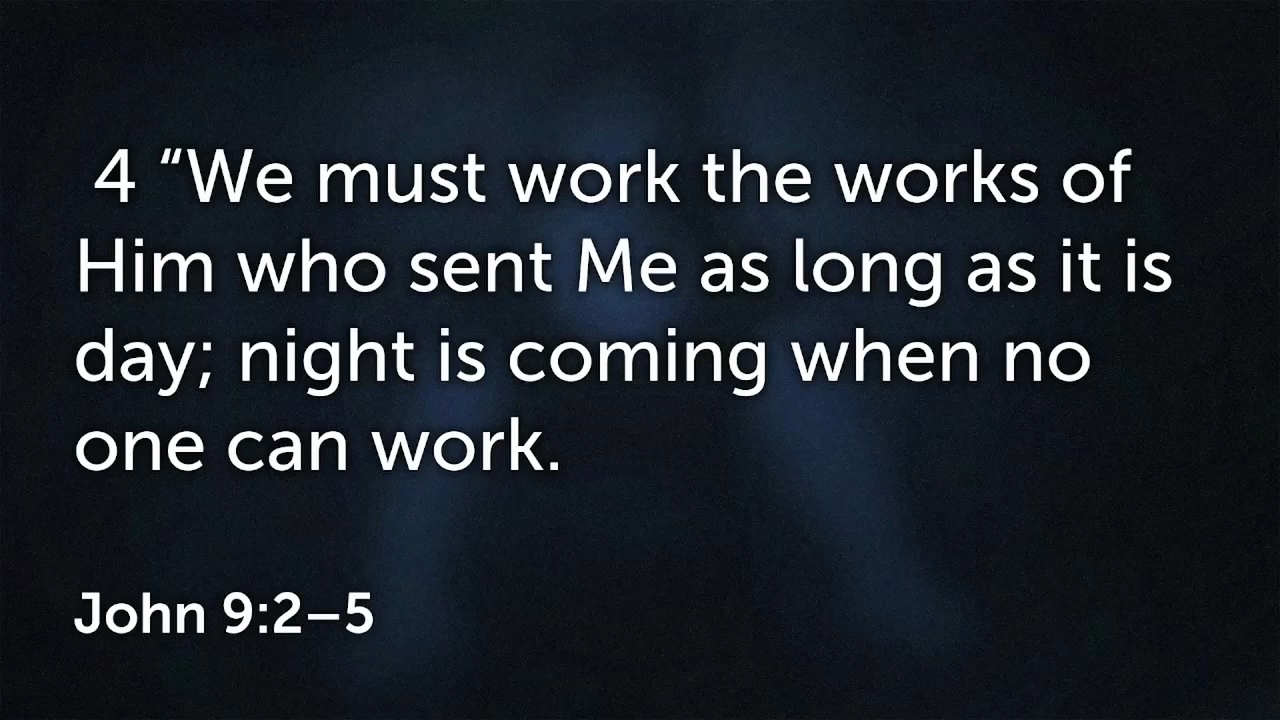 4 “We must work the works of
Him who sent Me as long as it is
day; night is coming when no
one can work.
John 9:2–5